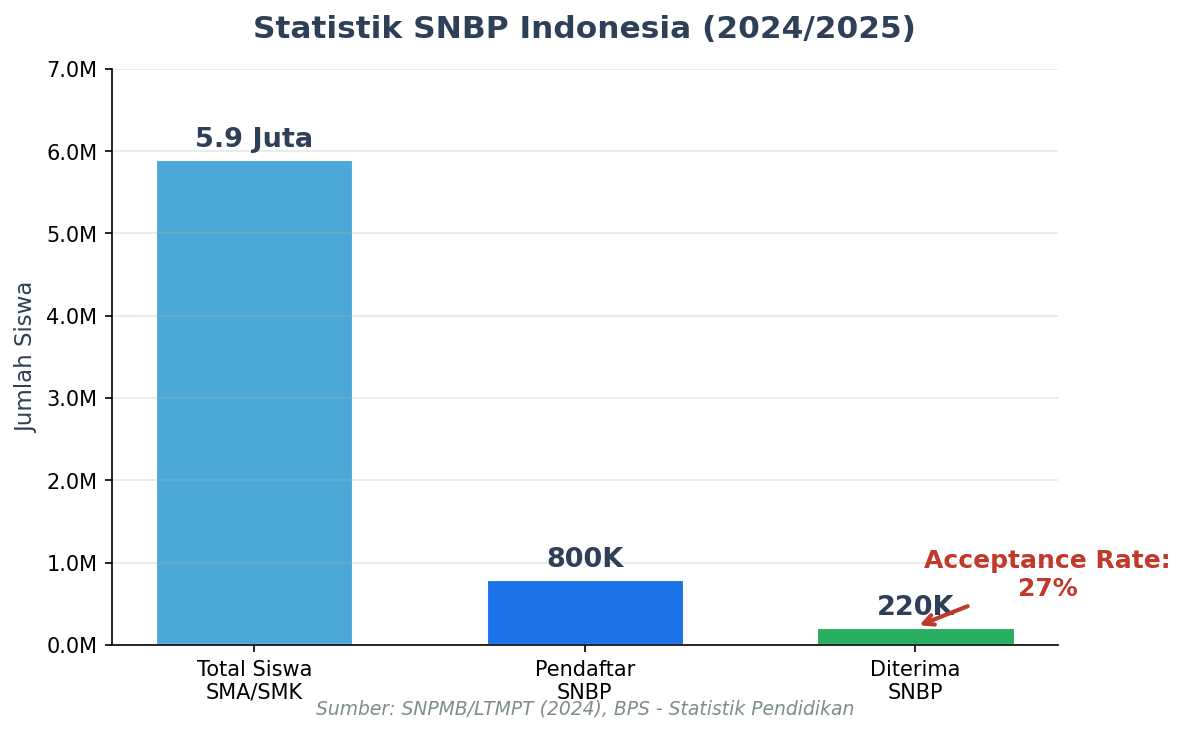 Statistik SNBP Indonesia (2024/2025)
Jumlah Siswa
7.0M
6.0M
5.0M
4.0M
3.0M
2.0M
1.0M
0.0M
5.9 Juta
800K
220K
Acceptance Rate:
27%
Total Siswa
SMA/SMK
Pendaftar
SNBP
Diterima
SNBP
Sumber: SNPMB/LTMPT (2024), BPS - Statistik Pendidikan